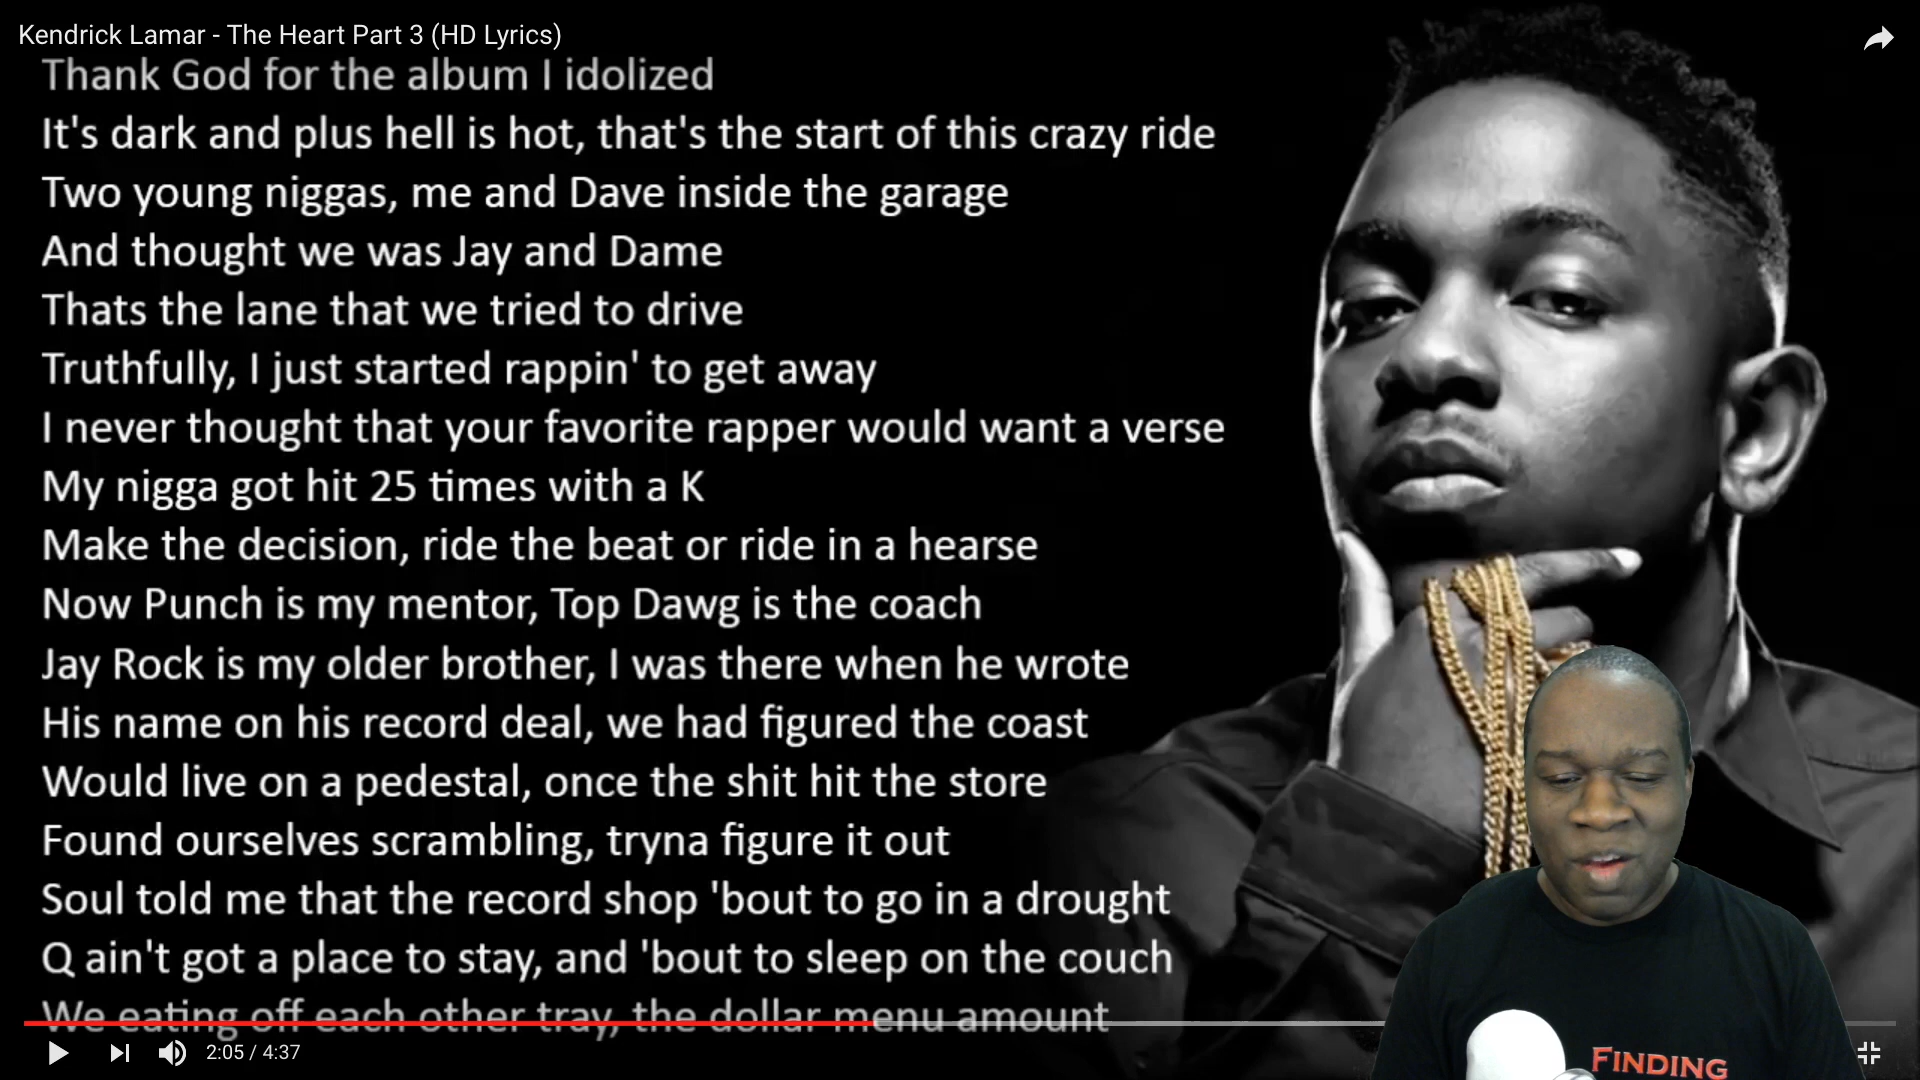 Kendrick Lamar - The Heart Part 3 (HD Lyrics)
Thank God for the album I idolized
It's dark and plus hell is hot, that's the start of this crazy ride
Two young niggas, me and Dave inside the garage
And thought we was Jay and Dame
Thats the lane that we tried to drive
Truthfully, I just started rappin' to get away
I never thought that your favorite rapper would want a verse
My nigga got hit 25 times with a K
Make the decision, ride the beat or ride in a hearse
Now Punch is my mentor, Top Dawg is the coach
Jay Rock is my older brother, I was there when he wrote
His name on his record deal, we had figured the coast
Would live on a pedestal, once the shit hit the store
Found ourselves scrambling, tryna figure it out
Soul told me that the record shop 'bout to go in a drought
Q ain't got a place to stay, and 'bout to sleep on the couch
We eating off each other tray, the dollar menu amount
2:05 / 4:37
FINDING